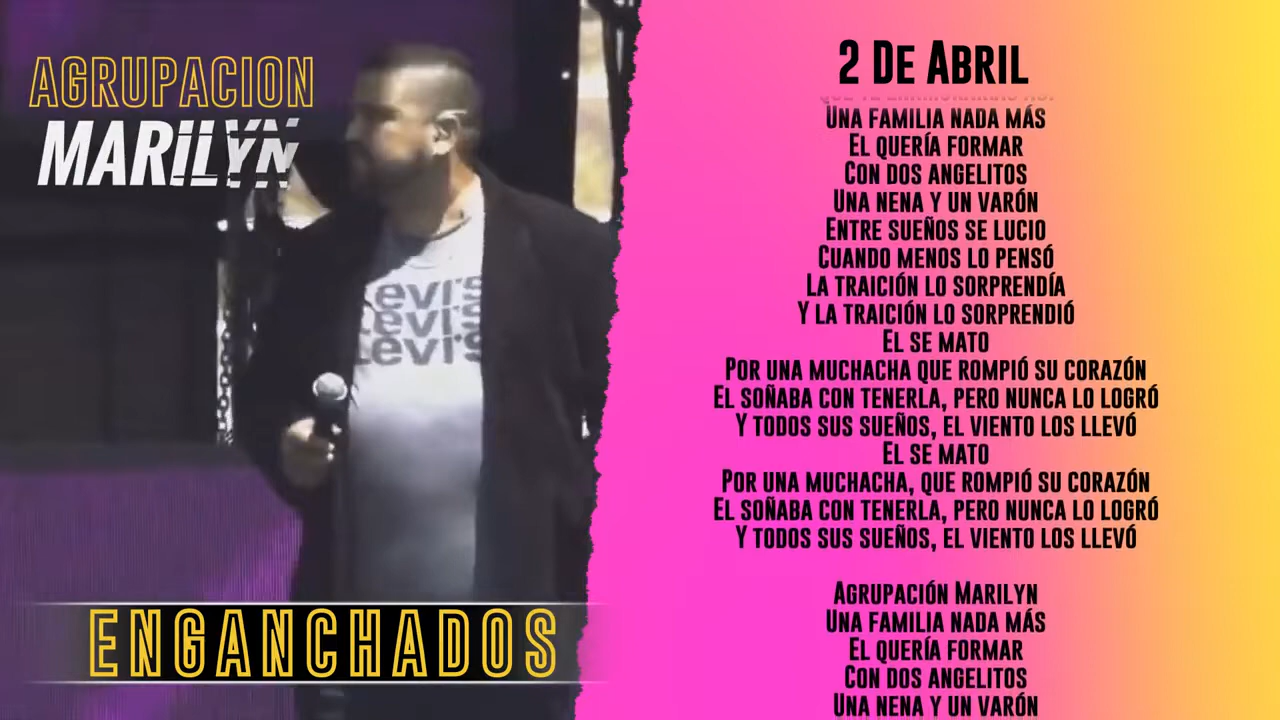 AGRUPACION
MARILYN
Levi's
Levi's
Levi's
ENGANCHADOS
2 De Abril
Una familia nada más
El quería formar
Con dos angelitos
Una nena y un varón
Entre sueños se lucio
Cuando menos lo pensó
La traición lo sorprendía
Y la traición lo sorprendió
El se mato
Por una muchacha que rompió su corazón
El soñaba con tenerla, pero nunca lo logró
Y todos sus sueños, el viento los llevó
El se mato
Por una muchacha, que rompió su corazón
El soñaba con tenerla, pero nunca lo logró
Y todos sus sueños, el viento los llevó
Agrupación Marilyn
Una familia nada más
El quería formar
Con dos angelitos
Una nena y un varón